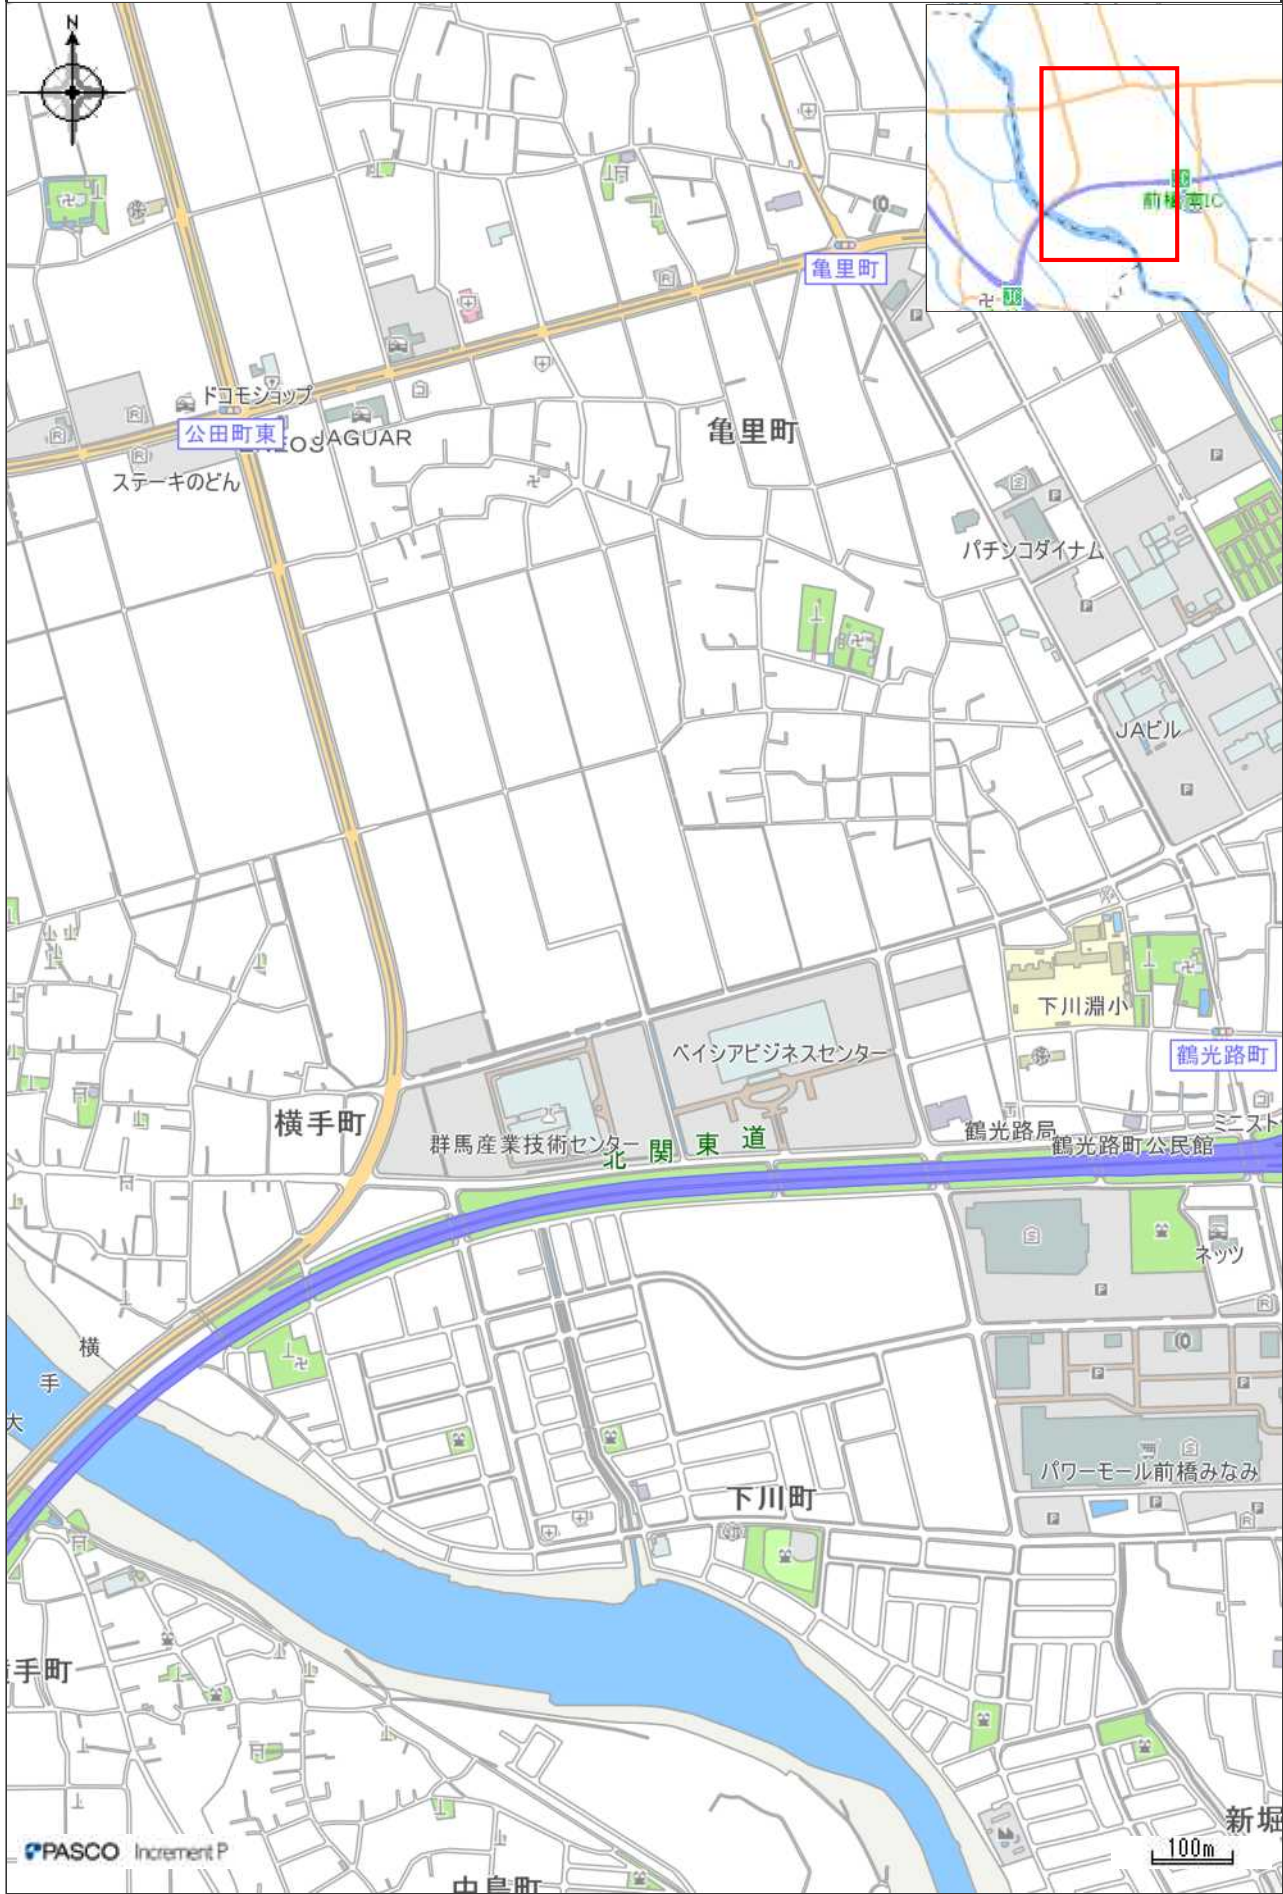 N
前橋南IC
JC
亀里町
ドコモショップ
公田町東
JAGUAR
亀里町
ステーキのどん
パチンコダイナム
JAビル
下川淵小
ベイシアビジネスセンター
鶴光路町
横手町
群馬産業技術センター
北関東道
鶴光路局
ミニスト
鶴光路町公民館
ネッツ
横
手
大
パワーモール前橋みなみ
下川町
手町
新堀
PASCO Increment P
100m
中島町